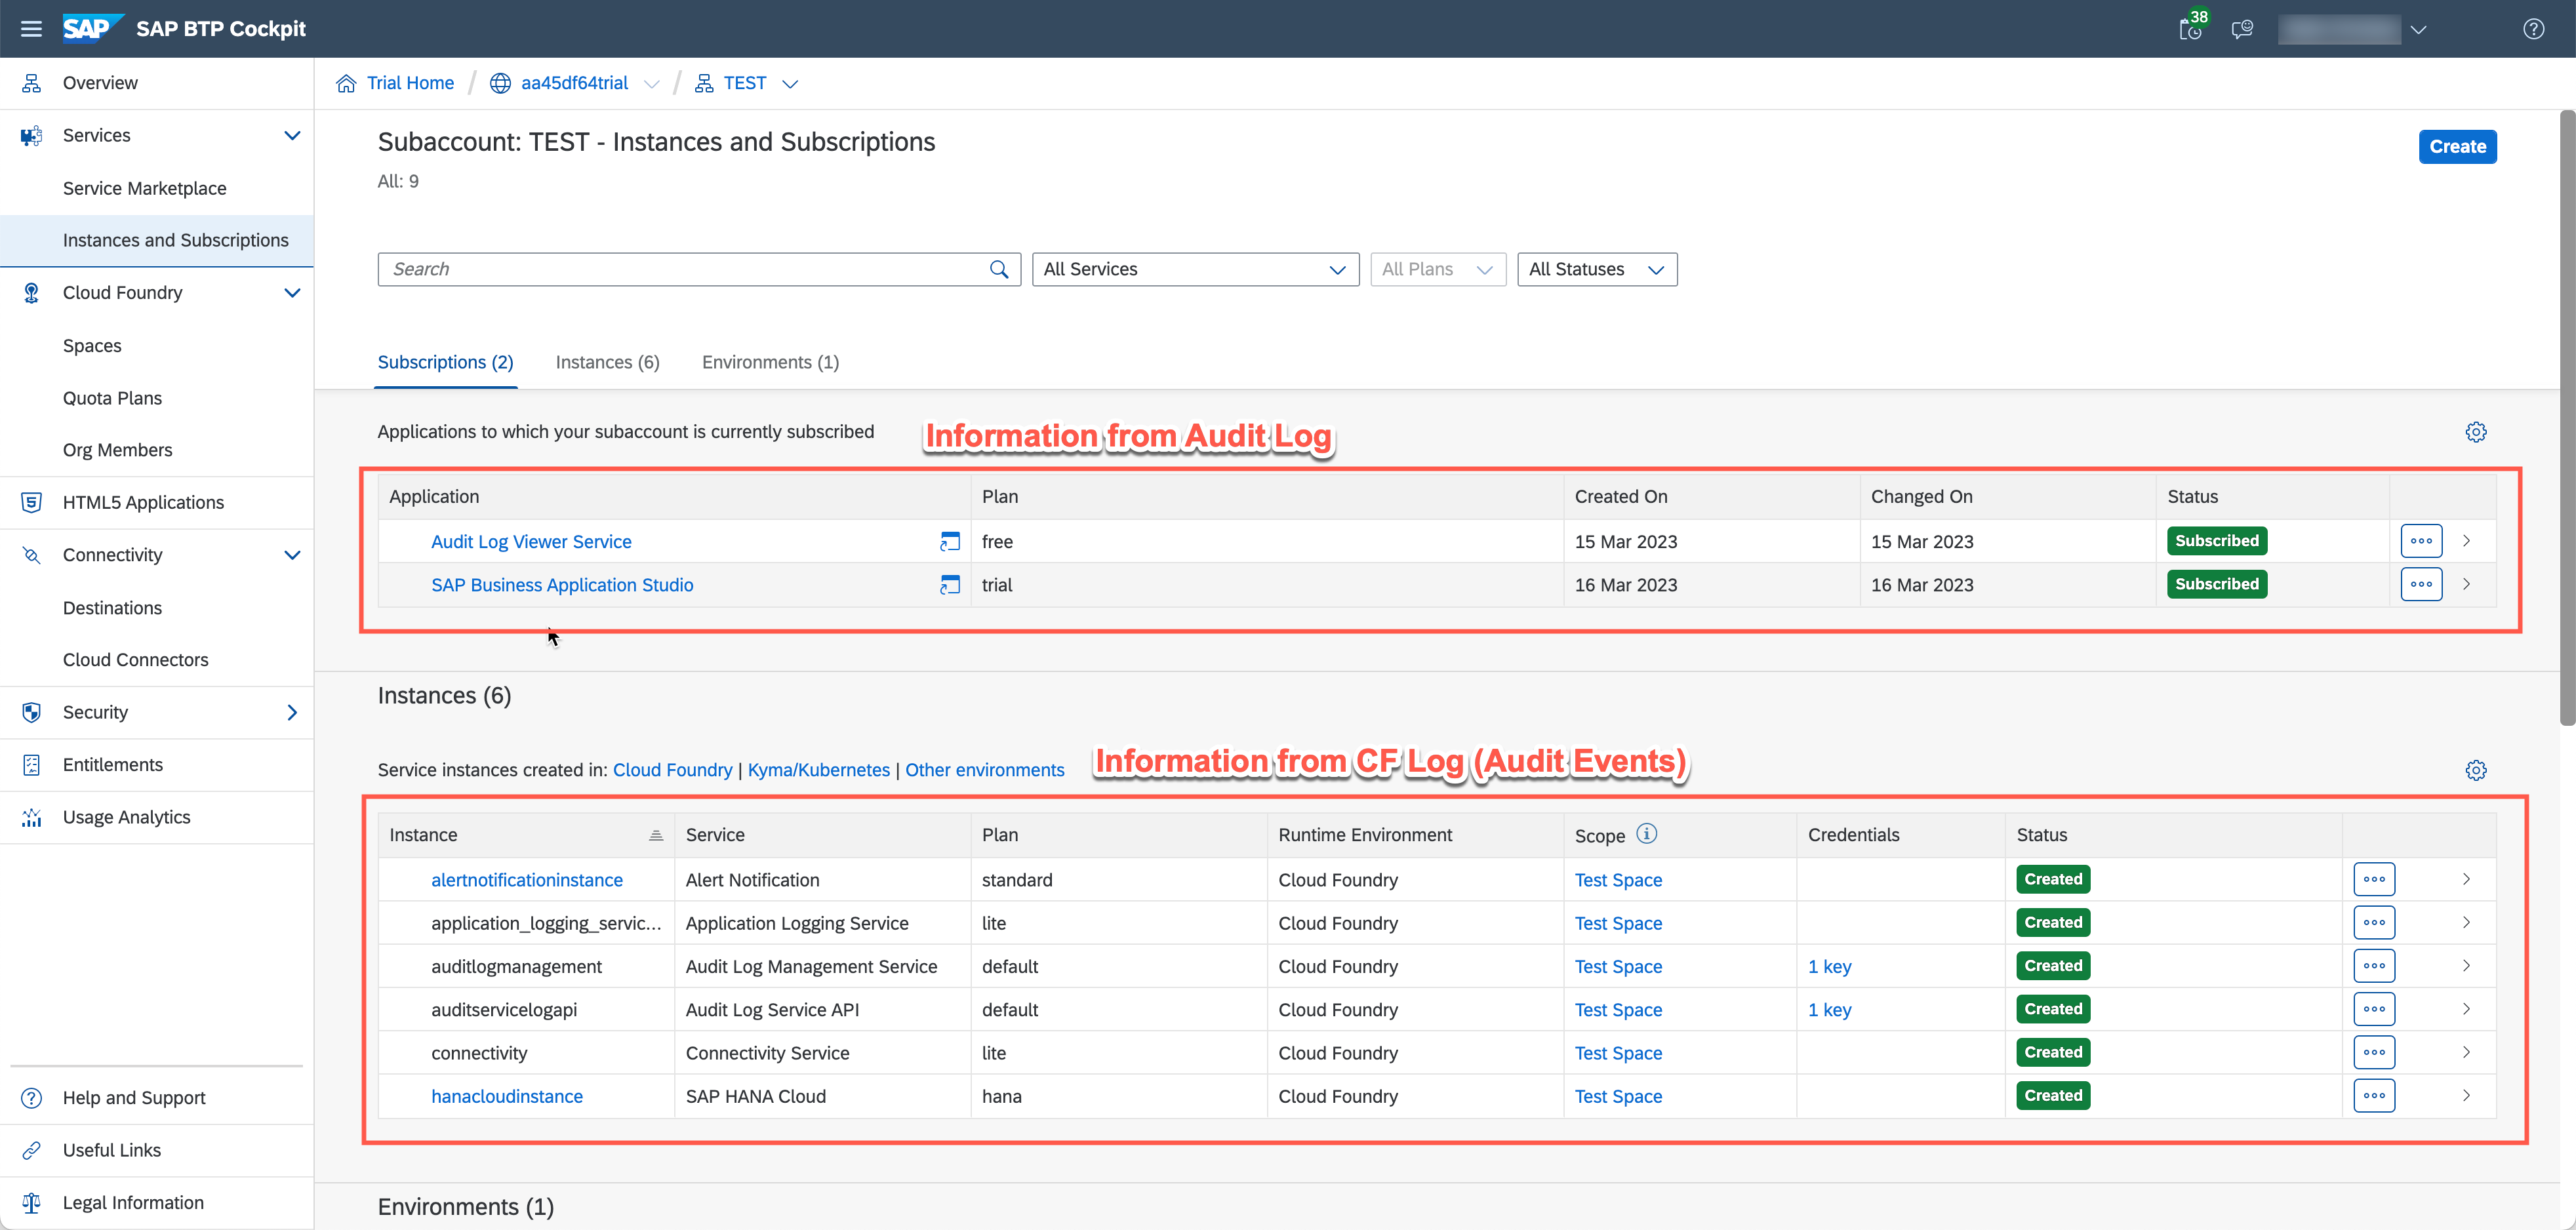 SAP SAP BTP Cockpit 38
Overview
Services
Service Marketplace
Instances and Subscriptions
Cloud Foundry
Spaces
Quota Plans
Org Members
HTML5 Applications
Connectivity
Destinations
Cloud Connectors
Security
Entitlements
Usage Analytics
Help and Support
Useful Links
Legal Information
Trial Home / aa45df64trial / TEST
Subaccount: TEST - Instances and Subscriptions
Create
All: 9
Search All Services All Plans All Statuses
Subscriptions (2) Instances (6) Environments (1)
Applications to which your subaccount is currently subscribed
Information from Audit Log
Application Plan Created On Changed On Status
Audit Log Viewer Service free 15 Mar 2023 15 Mar 2023 Subscribed
SAP Business Application Studio trial 16 Mar 2023 16 Mar 2023 Subscribed
Instances (6)
Service instances created in: Cloud Foundry | Kyma/Kubernetes | Other environments
Information from CF Log (Audit Events)
Instance Service Plan Runtime Environment Scope Credentials Status
alertnotificationinstance Alert Notification standard Cloud Foundry Test Space Created
application_logging_servic... Application Logging Service lite Cloud Foundry Test Space Created
auditlogmanagement Audit Log Management Service default Cloud Foundry Test Space 1 key Created
auditservicelogapi Audit Log Service API default Cloud Foundry Test Space 1 key Created
connectivity Connectivity Service lite Cloud Foundry Test Space Created
hanacloudinstance SAP HANA Cloud hana Cloud Foundry Test Space Created
Environments (1)